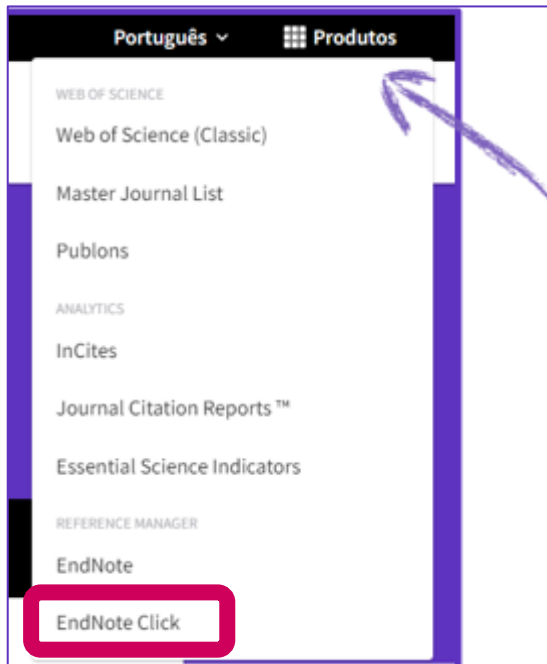 Português Produtos
WEB OF SCIENCE
Web of Science (Classic)
Master Journal List
Publons
ANALYTICS
InCites
Journal Citation Reports ™
Essential Science Indicators
REFERENCE MANAGER
EndNote
EndNote Click